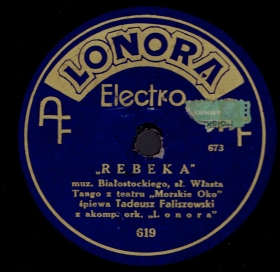 LONORA
Electro
673
„REBEKA"
muz. Białostockiego, sł. Własta
Tango z teatru „Morskie Oko"
śpiewa Tadeusz Faliszewski
z akomp. ork. „Lonora"
619